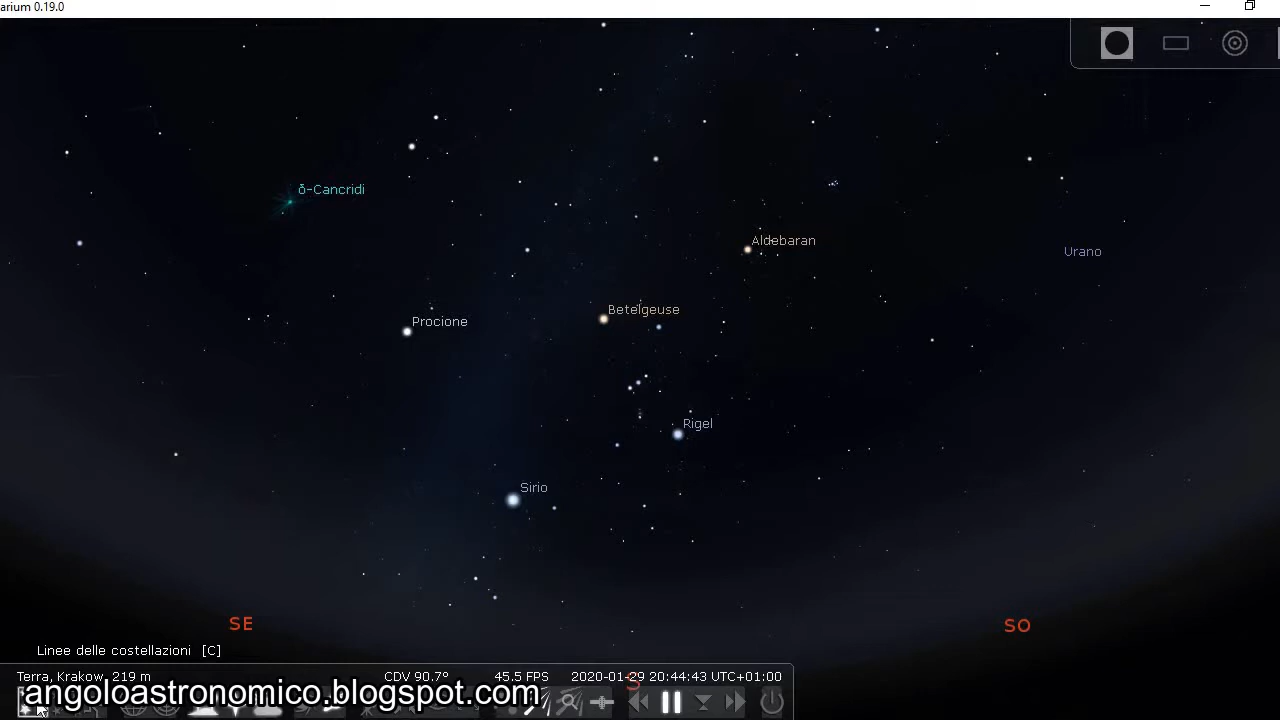 arium 0.19.0
δ-Cancridi
Aldebaran
Urano
Betelgeuse
Procione
Rigel
Sirio
SE
SO
Linee delle costellazioni [C]
Terra, Krakow, 219 m CDV 90.7° 45.5 FPS 2020-01-29 20:44:43 UTC+01:00
S
angoloastronomico.blogspot.com